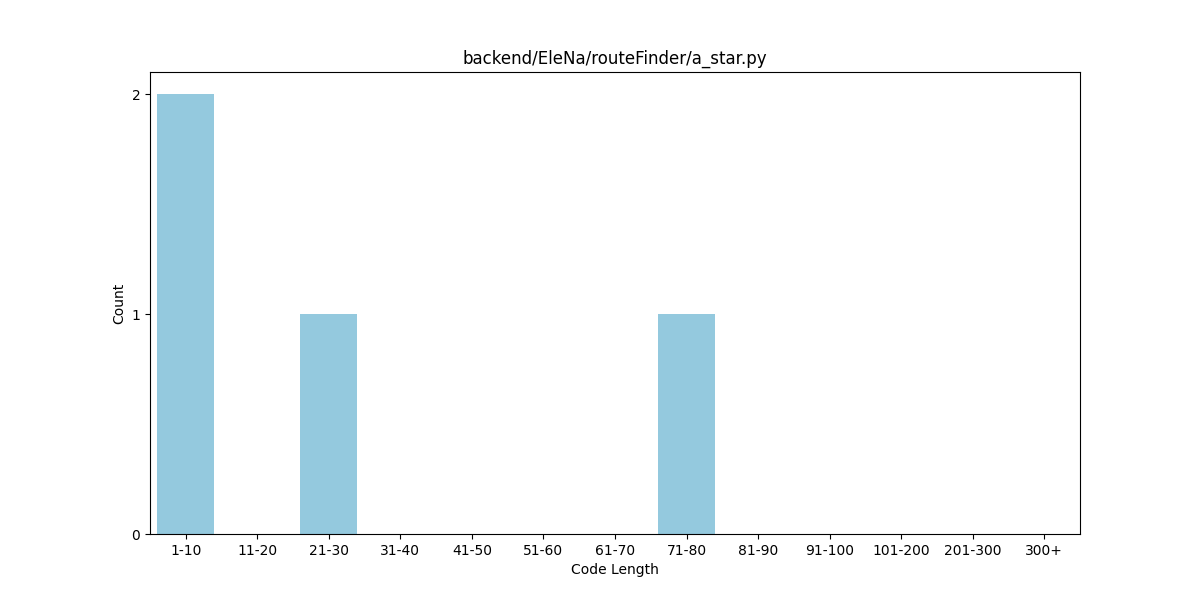 backend/EleNa/routeFinder/a_star.py
2
1
0
Count
1-10 11-20 21-30 31-40 41-50 51-60 61-70 71-80 81-90 91-100 101-200 201-300 300+
Code Length